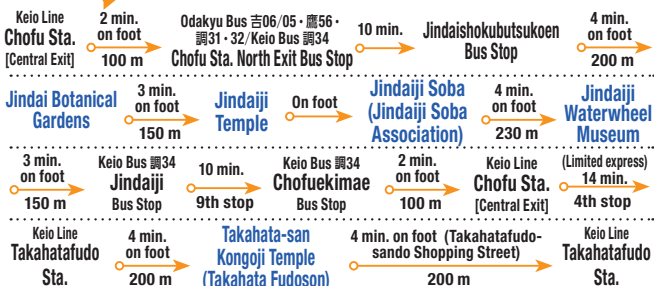 Keio Line
Chofu Sta.
[Central Exit]
2 min.
on foot
100 m
Odakyu Bus 吉06/05・鷹56・
調31・32/Keio Bus 調34
Chofu Sta. North Exit Bus Stop
10 min.
Jindaishokubutsukoen
Bus Stop
4 min.
on foot
200 m
Jindai Botanical
Gardens
3 min.
on foot
150 m
Jindaiji
Temple
On foot
Jindaiji Soba
(Jindaiji Soba
Association)
4 min.
on foot
230 m
Jindaiji
Waterwheel
Museum
3 min.
on foot
150 m
Keio Bus 調34
Jindaiji
Bus Stop
10 min.
9th stop
Keio Bus 調34
Chofuekimae
Bus Stop
2 min.
on foot
100 m
Keio Line
Chofu Sta.
[Central Exit]
(Limited express)
14 min.
4th stop
Keio Line
Takahatafudo
Sta.
4 min.
on foot
200 m
Takahata-san
Kongoji Temple
(Takahata Fudoson)
4 min. on foot (Takahatafudo-
sando Shopping Street)
200 m
Keio Line
Takahatafudo
Sta.